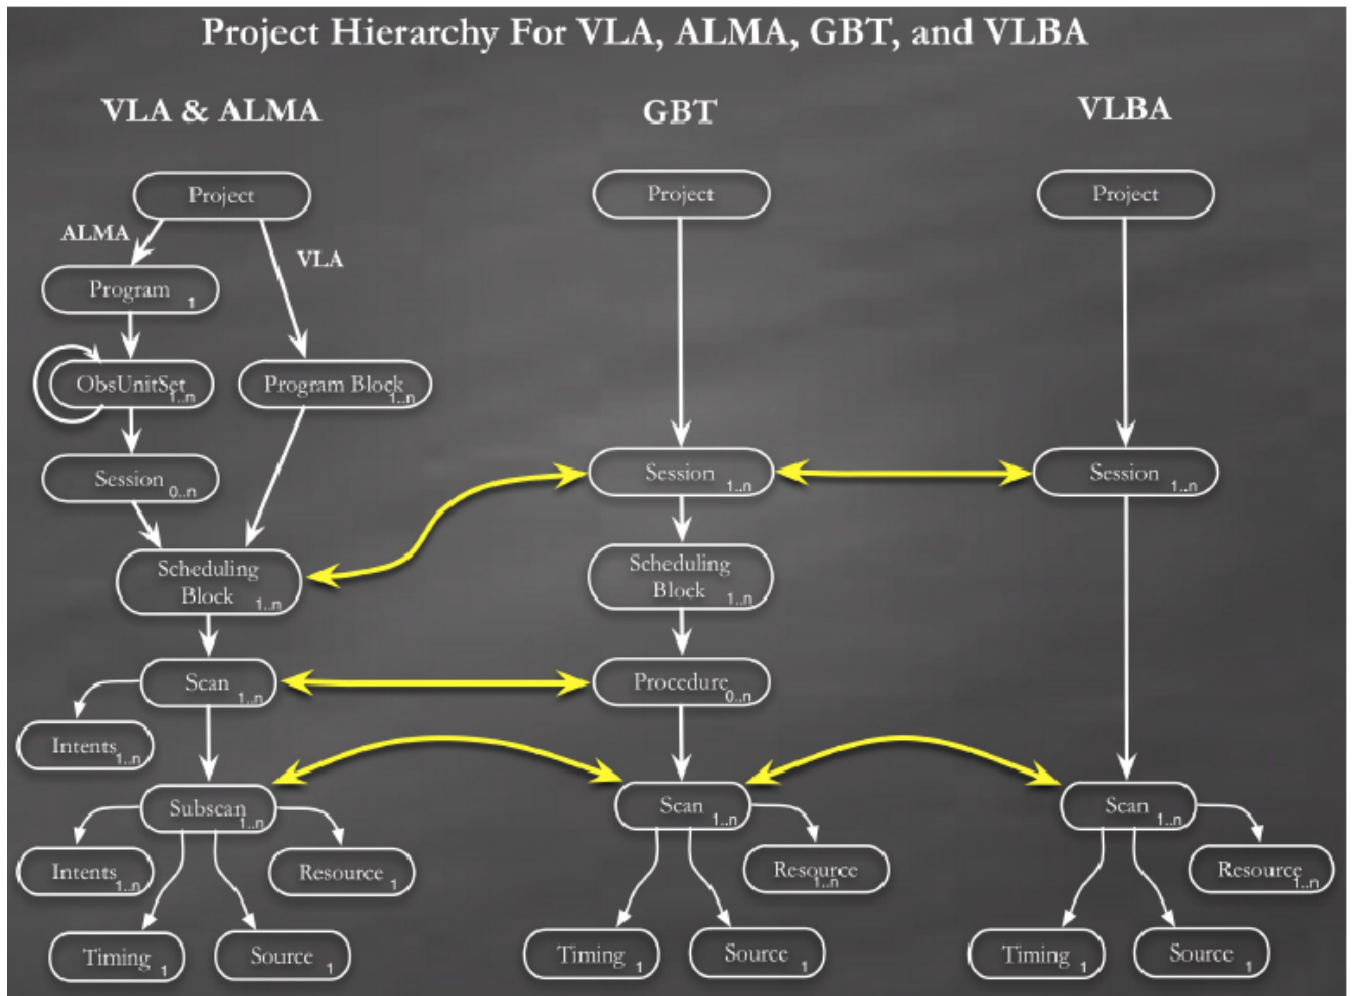 Project Hierarchy For VLA, ALMA, GBT, and VLBA
VLA & ALMA
GBT
VLBA
Project
Project
Project
ALMA
VLA
Program
1
ObsUnitSet
1..n
Program Block
1..n
Session
0..n
Session
1..n
Session
1..n
Scheduling
Block
1..n
Scheduling
Block
1..n
Scan
1..n
Procedure
0..n
Intents
1..n
Subscan
1..n
Scan
1..n
Scan
1..n
Intents
1..n
Resource
1
Resource
1..n
Resource
1..n
Timing
1
Source
1
Timing
1
Source
1
Timing
1
Source
1